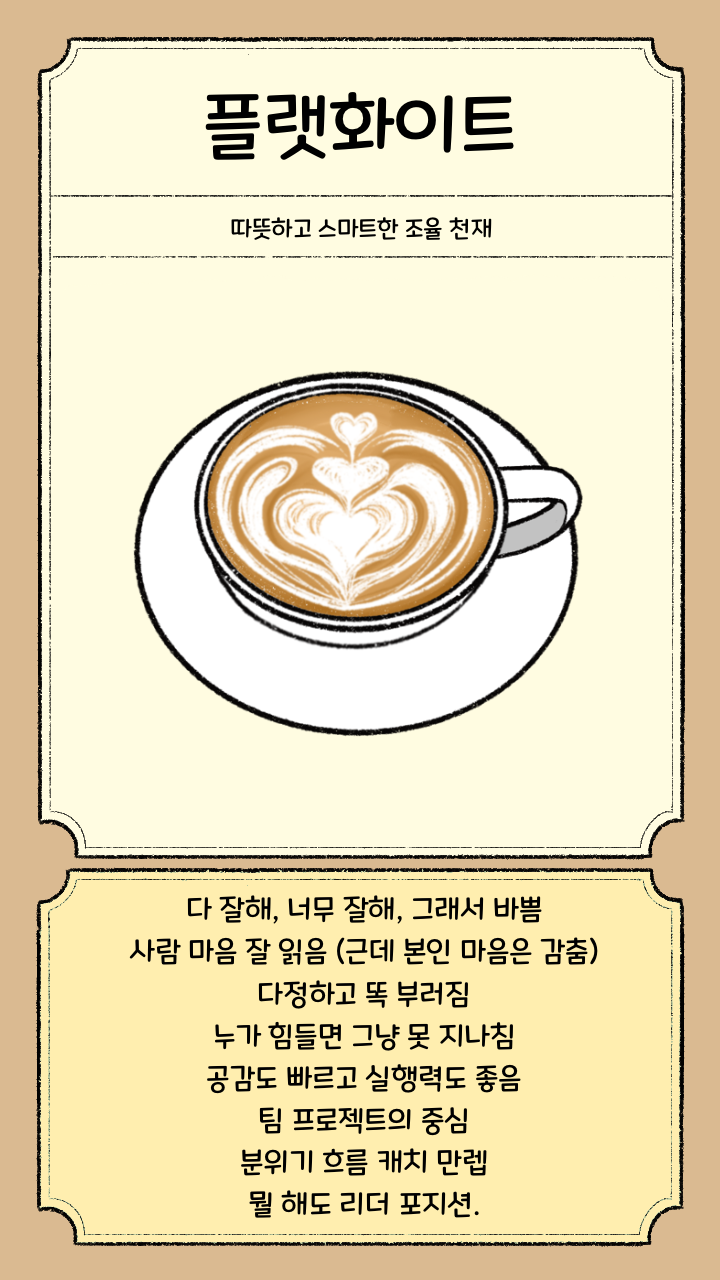 플랫화이트
따뜻하고 스마트한 조율 천재
다 잘해, 너무 잘해, 그래서 바쁨
사람 마음 잘 읽음 (근데 본인 마음은 감춤)
다정하고 똑 부러짐
누가 힘들면 그냥 못 지나침
공감도 빠르고 실행력도 좋음
팀 프로젝트의 중심
분위기 흐름 캐치 만렙
뭘 해도 리더 포지션.